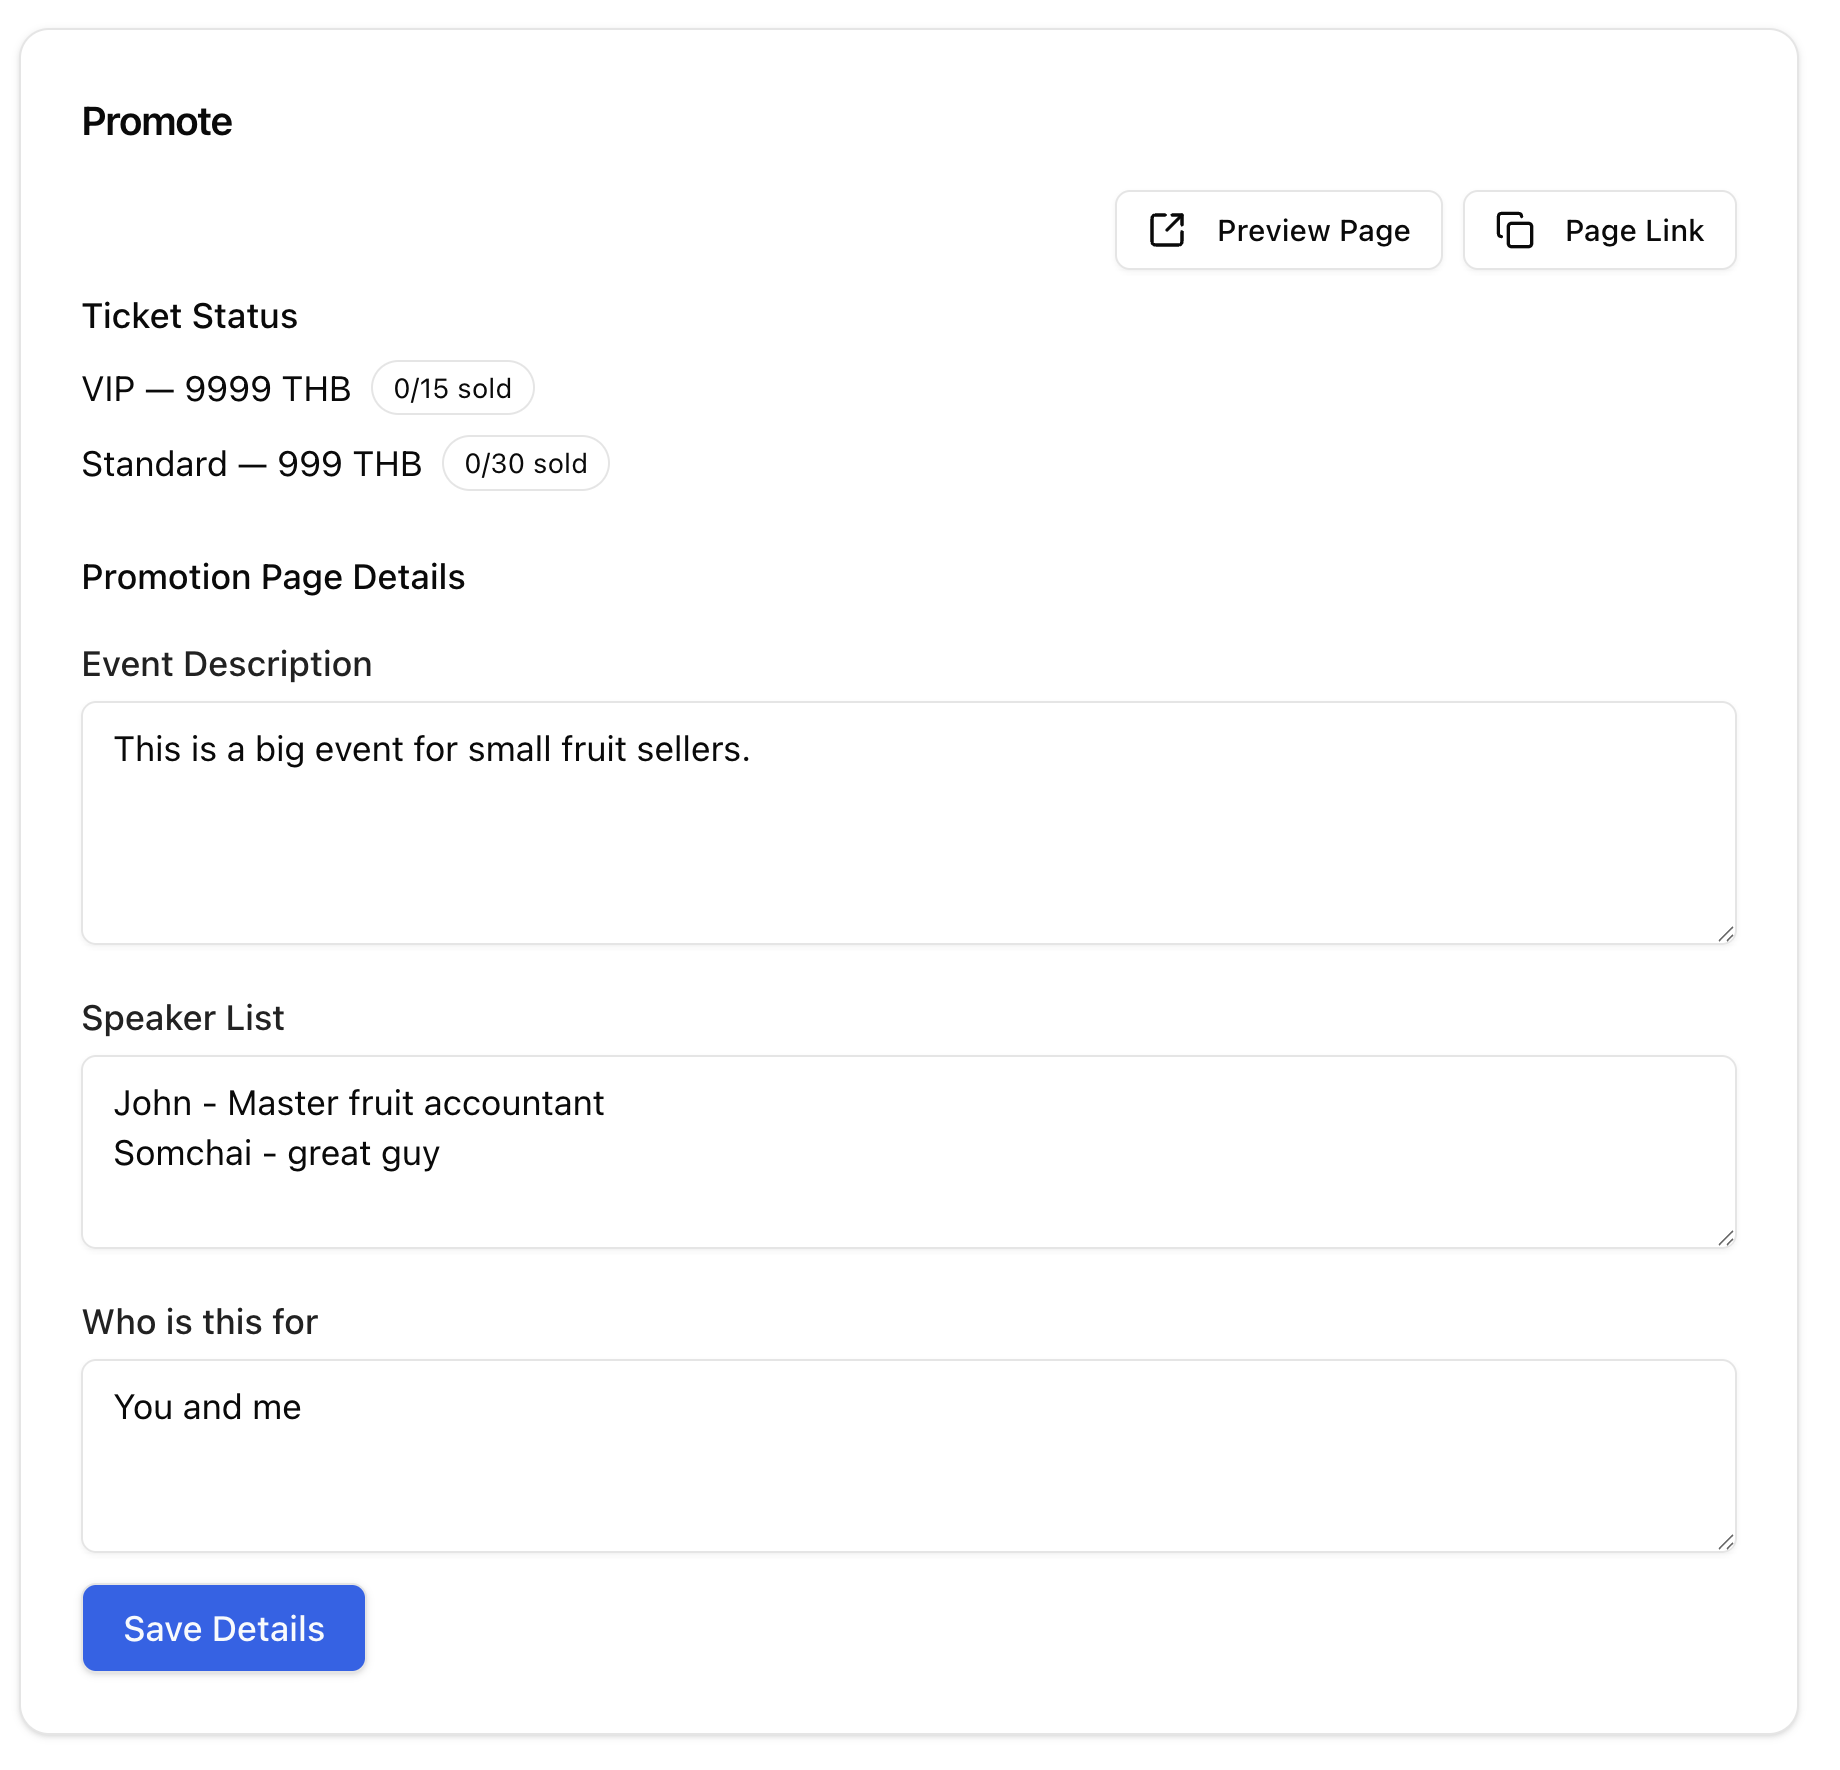 Promote
Preview Page
Page Link
Ticket Status
VIP — 9999 THB 0/15 sold
Standard — 999 THB 0/30 sold
Promotion Page Details
Event Description
This is a big event for small fruit sellers.
Speaker List
John - Master fruit accountant
Somchai - great guy
Who is this for
You and me
Save Details